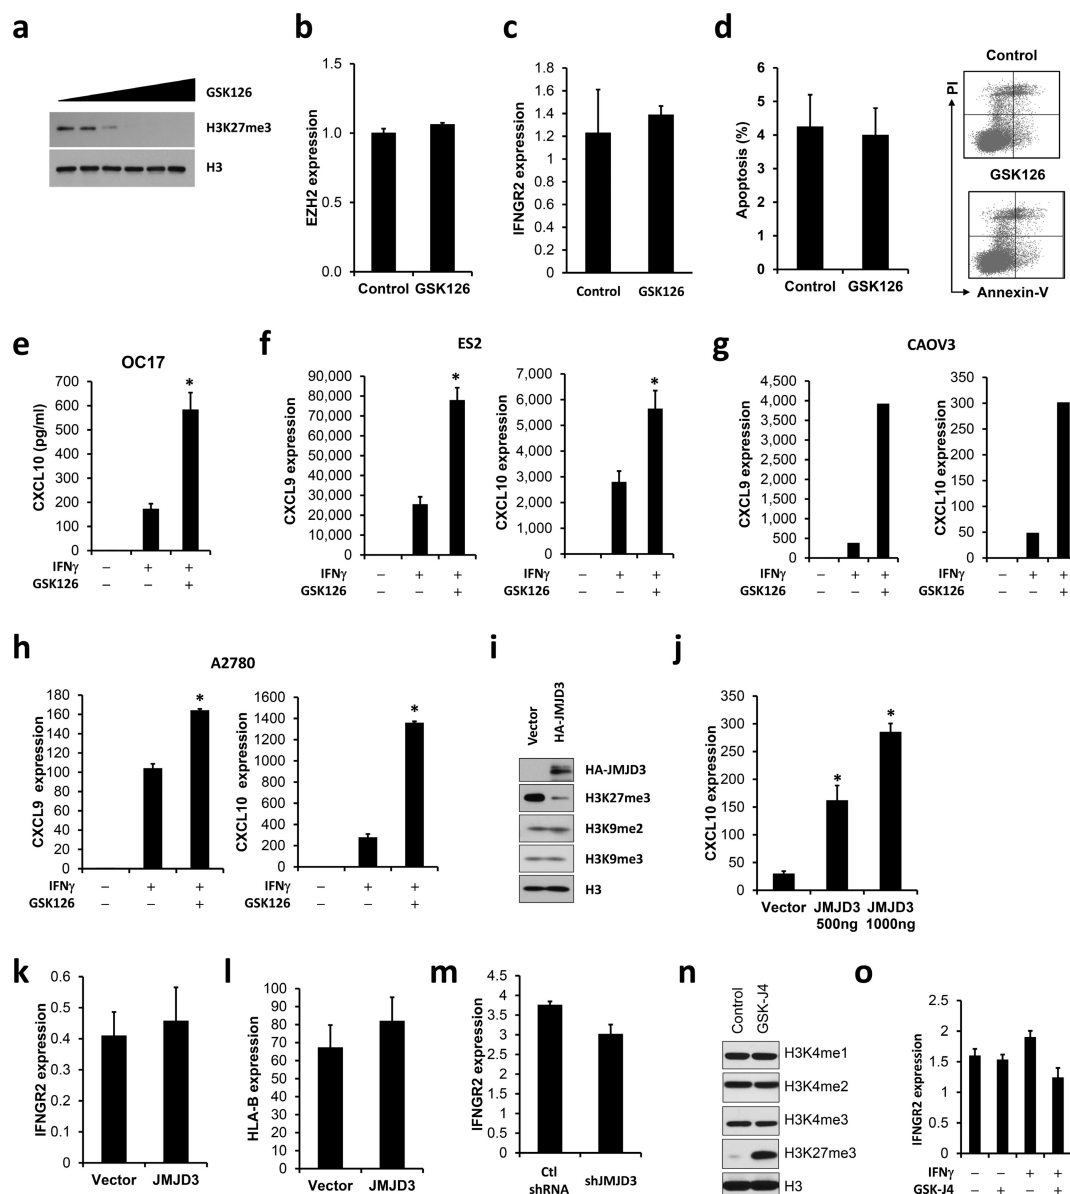 a
GSK126
H3K27me3
H3
b
EZH2 expression
1.5
1.0
0.5
0.0
Control GSK126
c
IFNGR2 expression
1.8
1.6
1.4
1.2
1
0.8
0.6
0.4
0.2
0
Control GSK126
d
Apoptosis (%)
6
5
4
3
2
1
0
Control GSK126
Control
PI
GSK126
Annexin-V
e
OC17
CXCL10 (pg/ml)
700
600
500
400
300
200
100
0
*
IFNγ – + +
GSK126 – – +
f
ES2
CXCL9 expression
90,000
80,000
70,000
60,000
50,000
40,000
30,000
20,000
10,000
0
*
IFNγ – + +
GSK126 – – +
CXCL10 expression
7,000
6,000
5,000
4,000
3,000
2,000
1,000
0
*
IFNγ – + +
GSK126 – – +
g
CAOV3
CXCL9 expression
4,500
4,000
3,500
3,000
2,500
2,000
1,500
1,000
500
0
IFNγ – + +
GSK126 – – +
CXCL10 expression
350
300
250
200
150
100
50
0
IFNγ – + +
GSK126 – – +
h
A2780
CXCL9 expression
160
140
120
100
80
60
40
20
0
*
IFNγ – + +
GSK126 – – +
CXCL10 expression
1600
1400
1200
1000
800
600
400
200
0
*
IFNγ – + +
GSK126 – – +
i
Vector
HA-JMJD3
HA-JMJD3
H3K27me3
H3K9me2
H3K9me3
H3
j
CXCL10 expression
350
300
250
200
150
100
50
0
*
*
Vector JMJD3 JMJD3
500ng 1000ng
k
IFNGR2 expression
0.6
0.5
0.4
0.3
0.2
0.1
0
Vector JMJD3
l
HLA-B expression
100
90
80
70
60
50
40
30
20
10
0
Vector JMJD3
m
IFNGR2 expression
4.5
4
3.5
3
2.5
2
1.5
1
0.5
0
Ctl shJMJD3
shRNA
n
Control
GSK-J4
H3K4me1
H3K4me2
H3K4me3
H3K27me3
H3
o
IFNGR2 expression
2.5
2
1.5
1
0.5
0
IFNγ – – + +
GSK-J4 – + – +